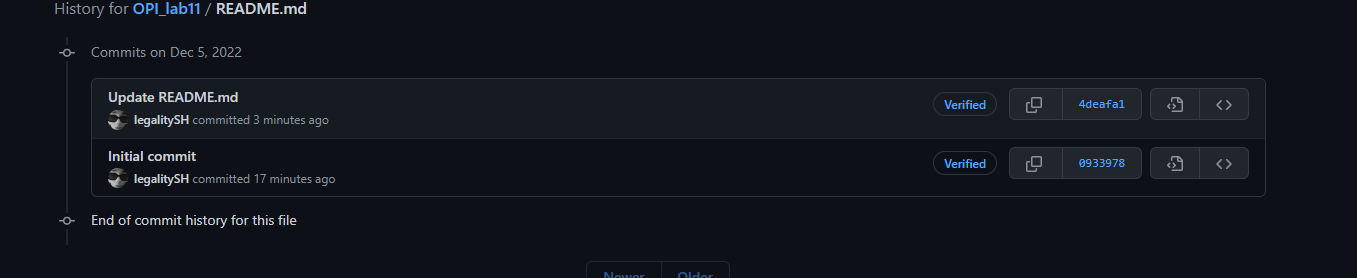 History for OPI_lab11 / README.md
Commits on Dec 5, 2022
Update README.md
Verified 4deafa1
legalitySH committed 3 minutes ago
Initial commit
Verified 0933978
legalitySH committed 17 minutes ago
End of commit history for this file
Newer Older